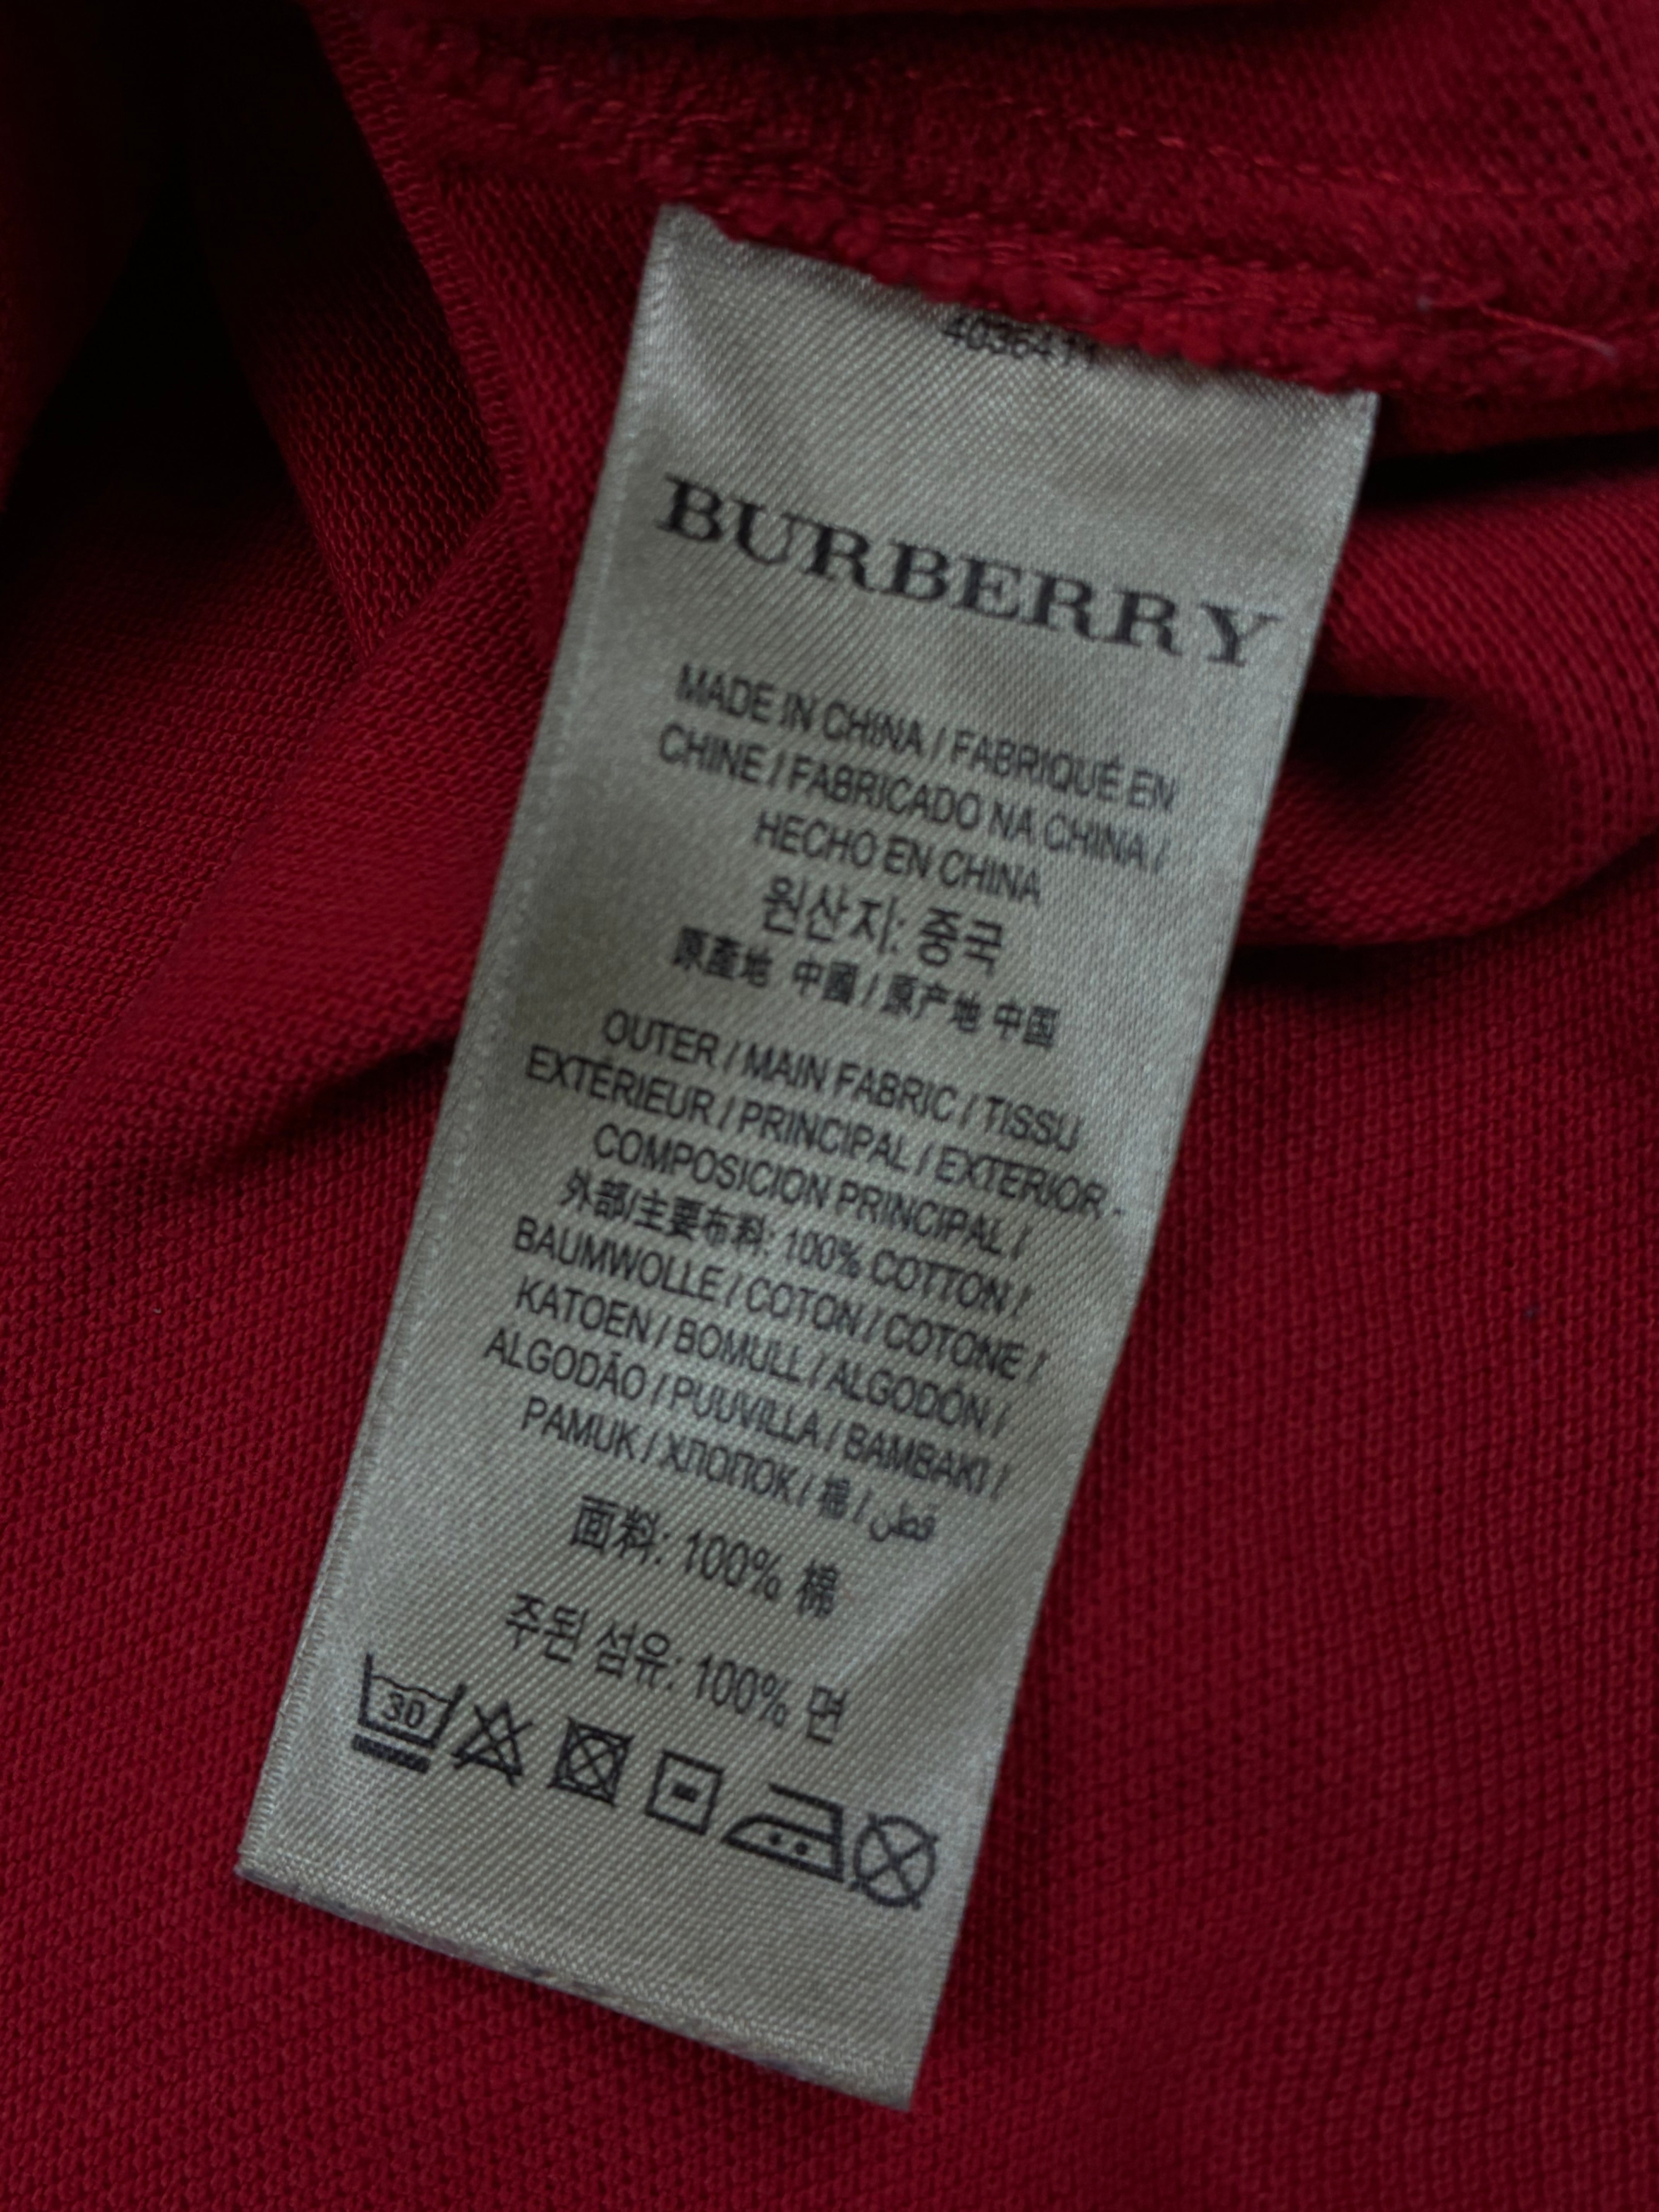 BURBERRY
MADE IN CHINA / FABRIQUÉ EN
CHINE / FABRICADO NA CHINA /
HECHO EN CHINA
원산지: 중국
原產地 中國 / 原产地 中国
OUTER / MAIN FABRIC / TISSU
EXTÉRIEUR / PRINCIPAL / EXTERIOR -
COMPOSICION PRINCIPAL /
外部/主要布料: 100% COTTON /
BAUMWOLLE / COTON / COTONE /
KATOEN / BOMULL / ALGODÓN /
ALGODÃO / PUUVILLA / BAMBAKI /
PAMUK / ХЛОПОК / 棉 / قطن
面料: 100% 棉
주된 섬유: 100% 면
30